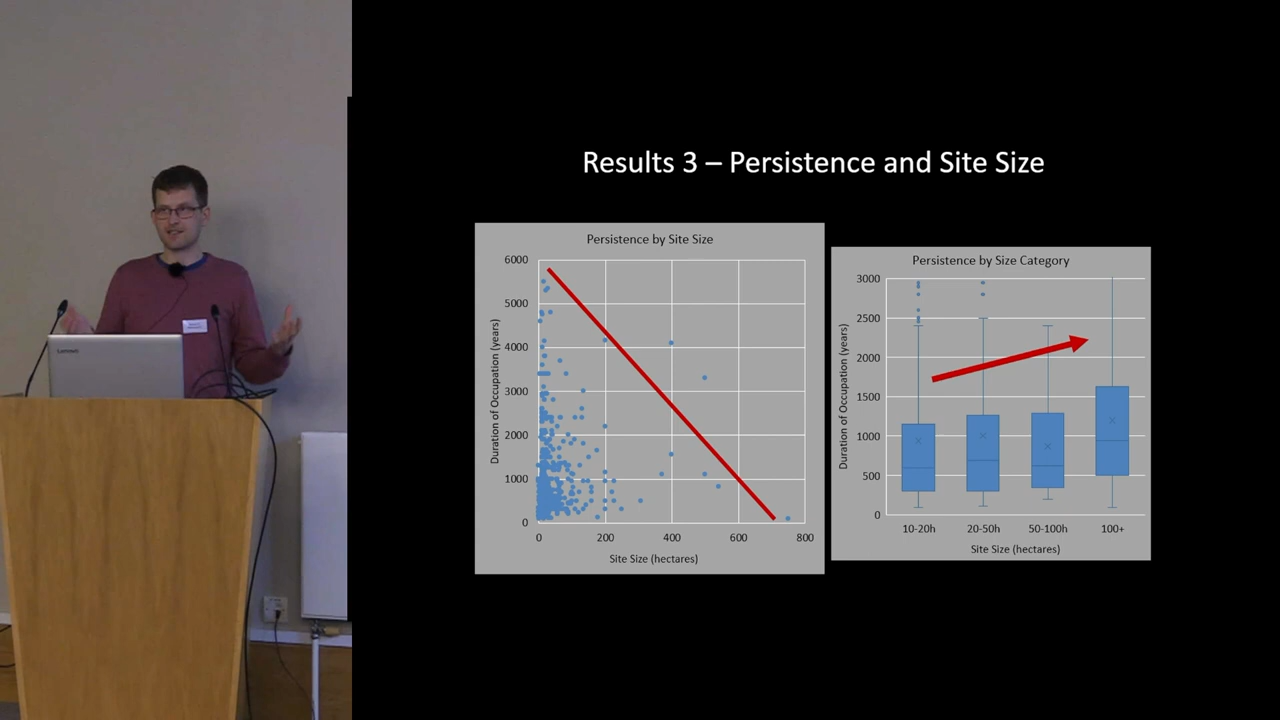 Results 3 – Persistence and Site Size
Persistence by Site Size
6000
5000
4000
3000
2000
1000
0
Duration of Occupation (years)
0 200 400 600 800
Site Size (hectares)
Persistence by Size Category
3000
2500
2000
1500
1000
500
0
Duration of Occupation (years)
10-20h 20-50h 50-100h 100+
Site Size (hectares)
Lenovo